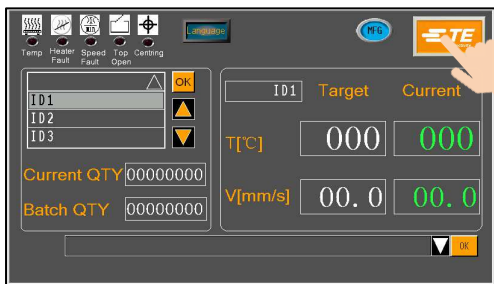 Language
MFG
TE
Temp Heater Fault Speed Fault Top Open Centring
OK
ID1
ID2
ID3
ID1 Target Current
T[℃] 000 000
Current QTY 00000000
V[mm/s] 00.0 00.0
Batch QTY 00000000
OK